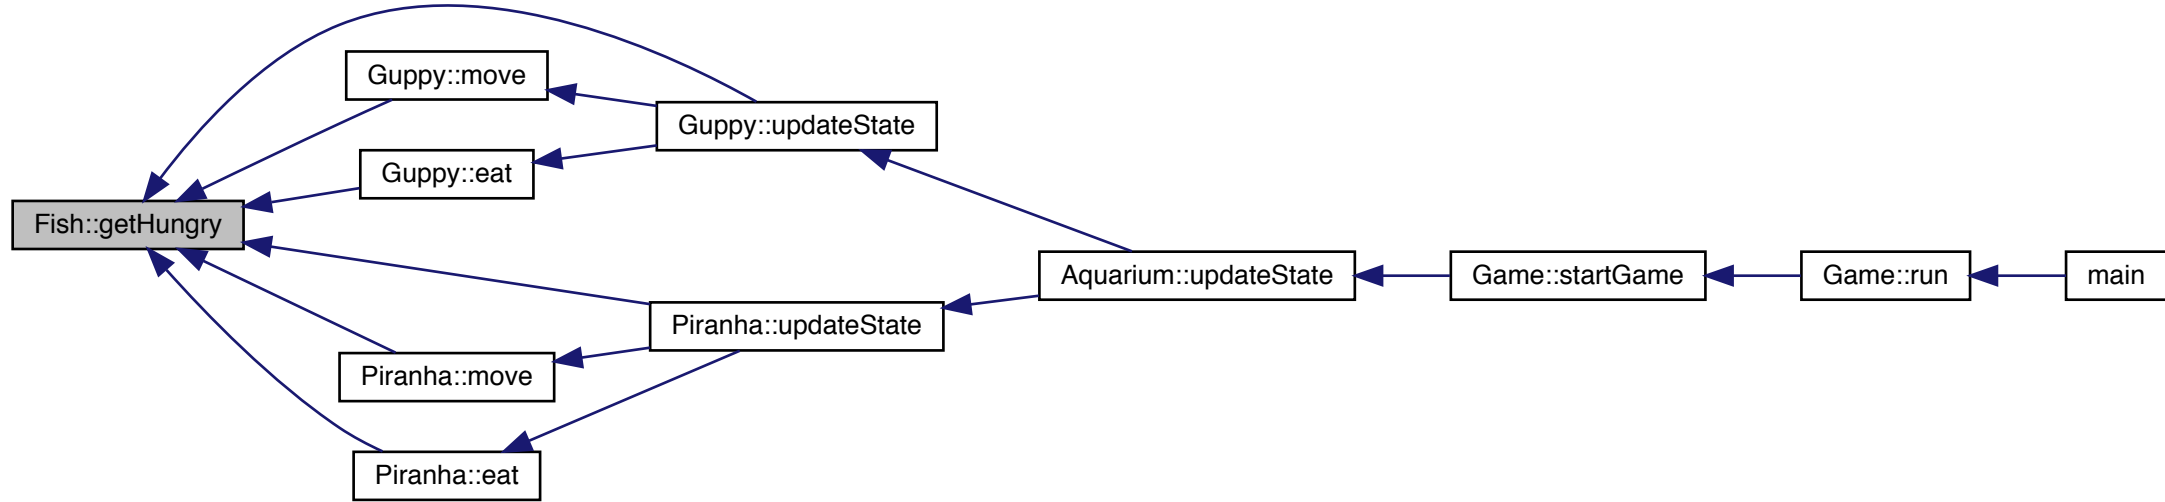 Guppy::move
Guppy::updateState
Guppy::eat
Fish::getHungry
Aquarium::updateState
Game::startGame
Game::run
main
Piranha::updateState
Piranha::move
Piranha::eat